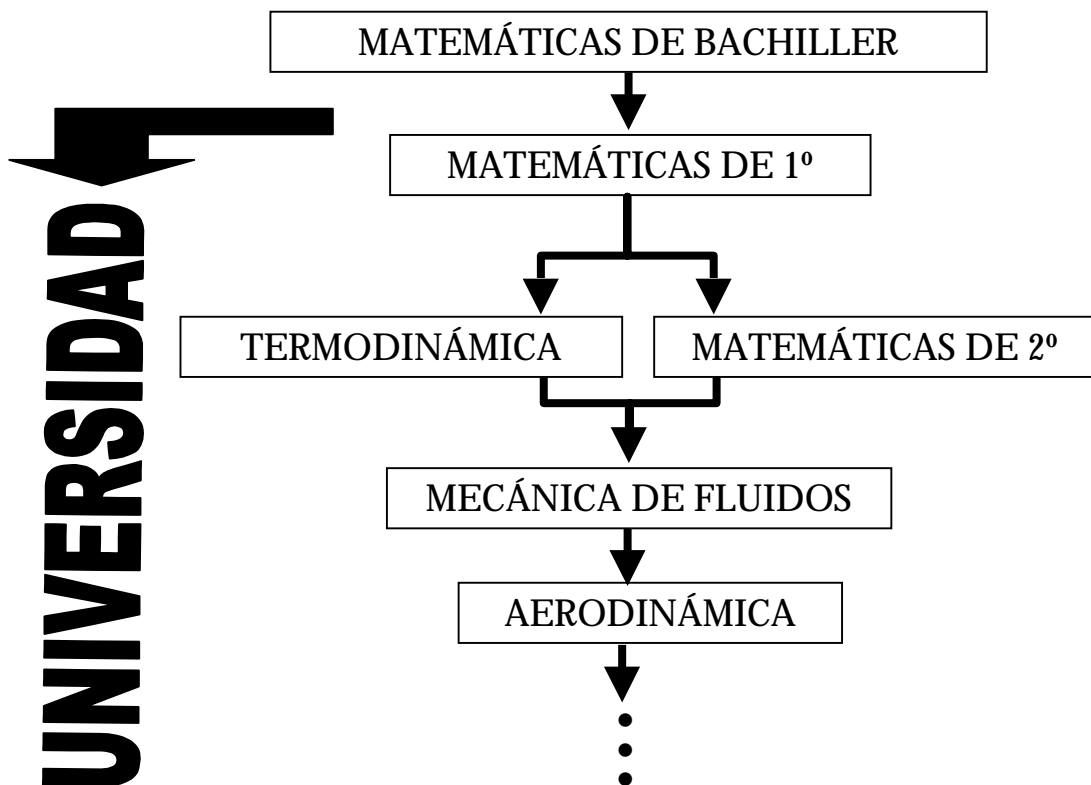 MATEMÁTICAS DE BACHILLER
MATEMÁTICAS DE 1º
UNIVERSIDAD
TERMODINÁMICA
MATEMÁTICAS DE 2º
MECÁNICA DE FLUIDOS
AERODINÁMICA